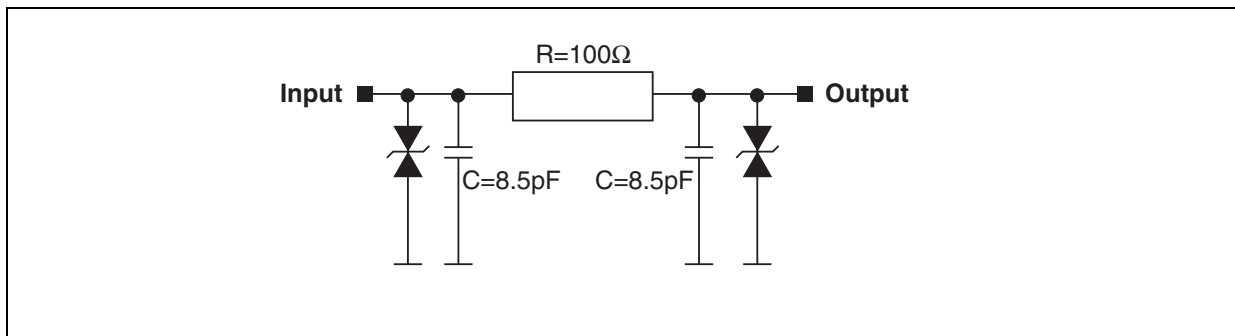 R=100Ω
Input
Output
C=8.5pF
C=8.5pF